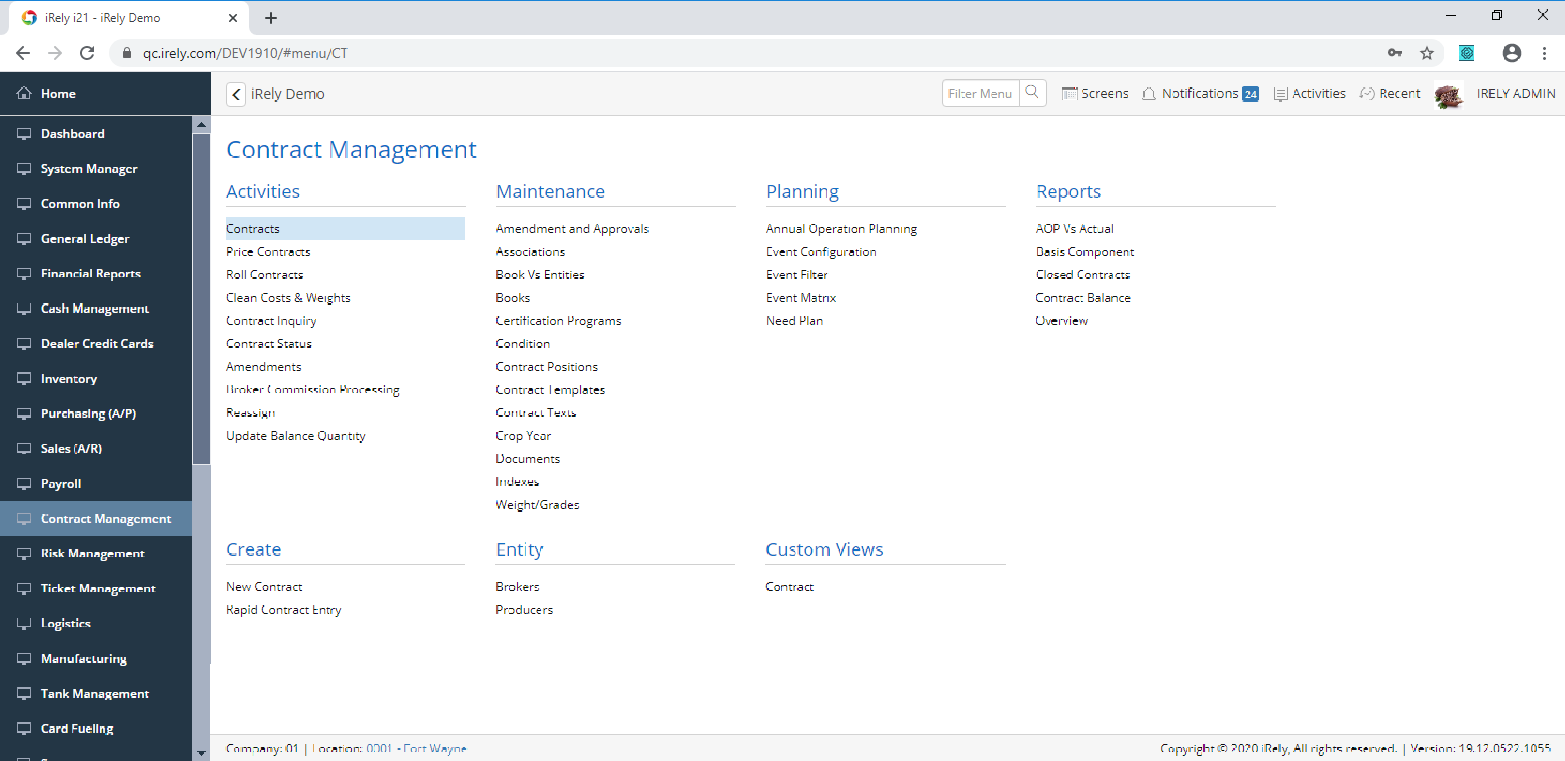 iRely i21 - iRely Demo
qc.irely.com/DEV1910/#menu/CT
Home
iRely Demo
Filter Menu
Screens
Notifications 24
Activities
Recent
IRELY ADMIN
Dashboard
System Manager
Common Info
General Ledger
Financial Reports
Cash Management
Dealer Credit Cards
Inventory
Purchasing (A/P)
Sales (A/R)
Payroll
Contract Management
Risk Management
Ticket Management
Logistics
Manufacturing
Tank Management
Card Fueling
Contract Management
Activities
Contracts
Price Contracts
Roll Contracts
Clean Costs & Weights
Contract Inquiry
Contract Status
Amendments
Broker Commission Processing
Reassign
Update Balance Quantity
Maintenance
Amendment and Approvals
Associations
Book Vs Entities
Books
Certification Programs
Condition
Contract Positions
Contract Templates
Contract Texts
Crop Year
Documents
Indexes
Weight/Grades
Planning
Annual Operation Planning
Event Configuration
Event Filter
Event Matrix
Need Plan
Reports
AOP Vs Actual
Basis Component
Closed Contracts
Contract Balance
Overview
Create
New Contract
Rapid Contract Entry
Entity
Brokers
Producers
Custom Views
Contract
Company: 01 | Location: 0001 - Fort Wayne
Copyright © 2020 iRely, All rights reserved. | Version: 19.12.0522.1055